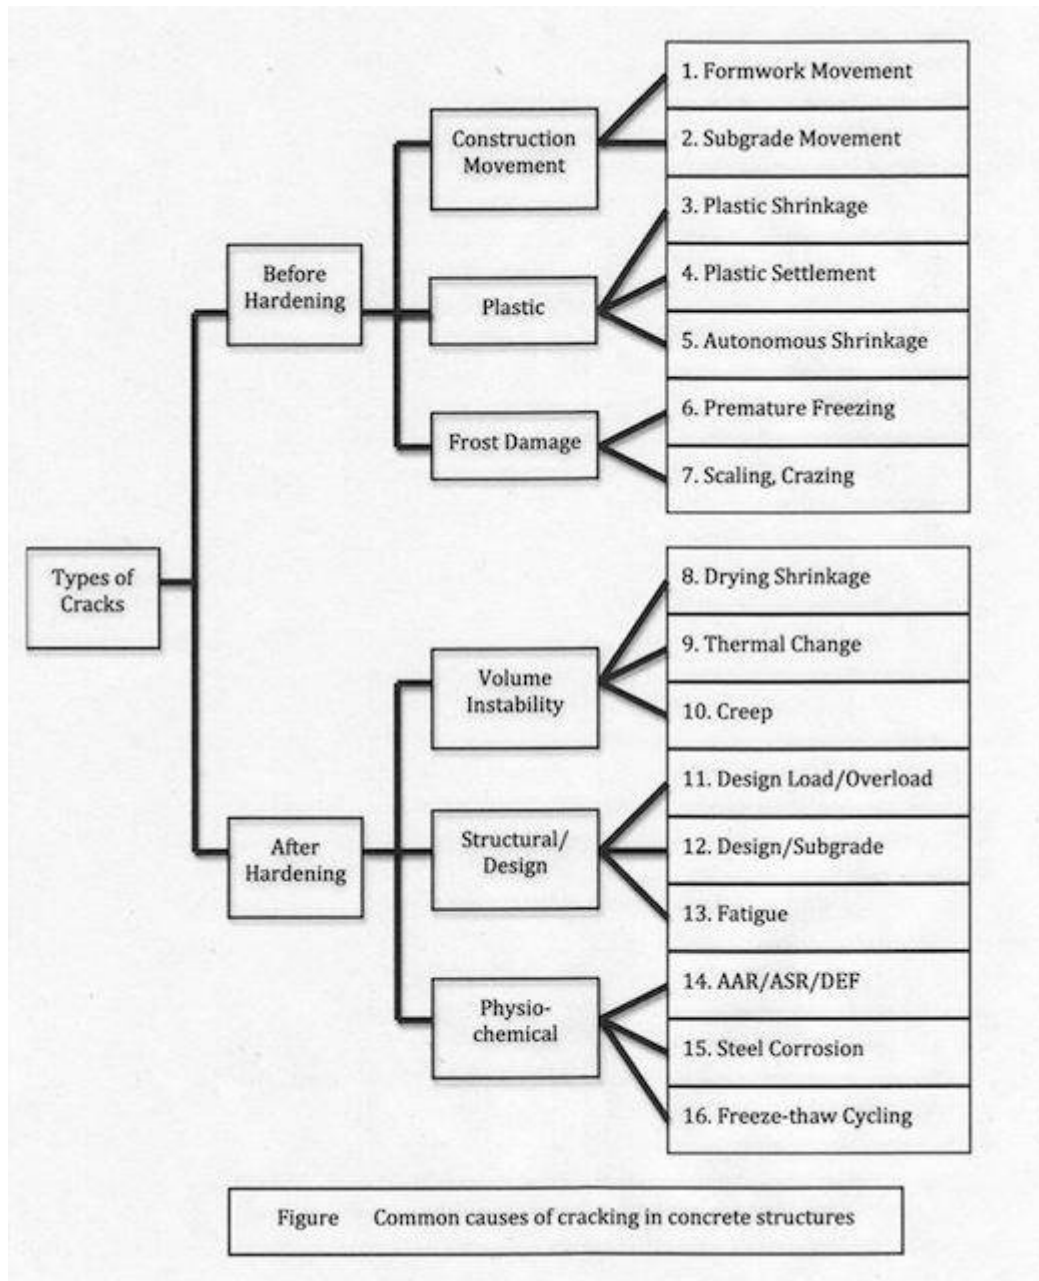 1. Formwork Movement
Construction
Movement
2. Subgrade Movement
3. Plastic Shrinkage
Before
Hardening
Plastic
4. Plastic Settlement
5. Autonomous Shrinkage
Frost Damage
6. Premature Freezing
7. Scaling, Crazing
Types of
Cracks
8. Drying Shrinkage
Volume
Instability
9. Thermal Change
10. Creep
After
Hardening
Structural/
Design
11. Design Load/Overload
12. Design/Subgrade
13. Fatigue
Physio-
chemical
14. AAR/ASR/DEF
15. Steel Corrosion
16. Freeze-thaw Cycling
Figure Common causes of cracking in concrete structures